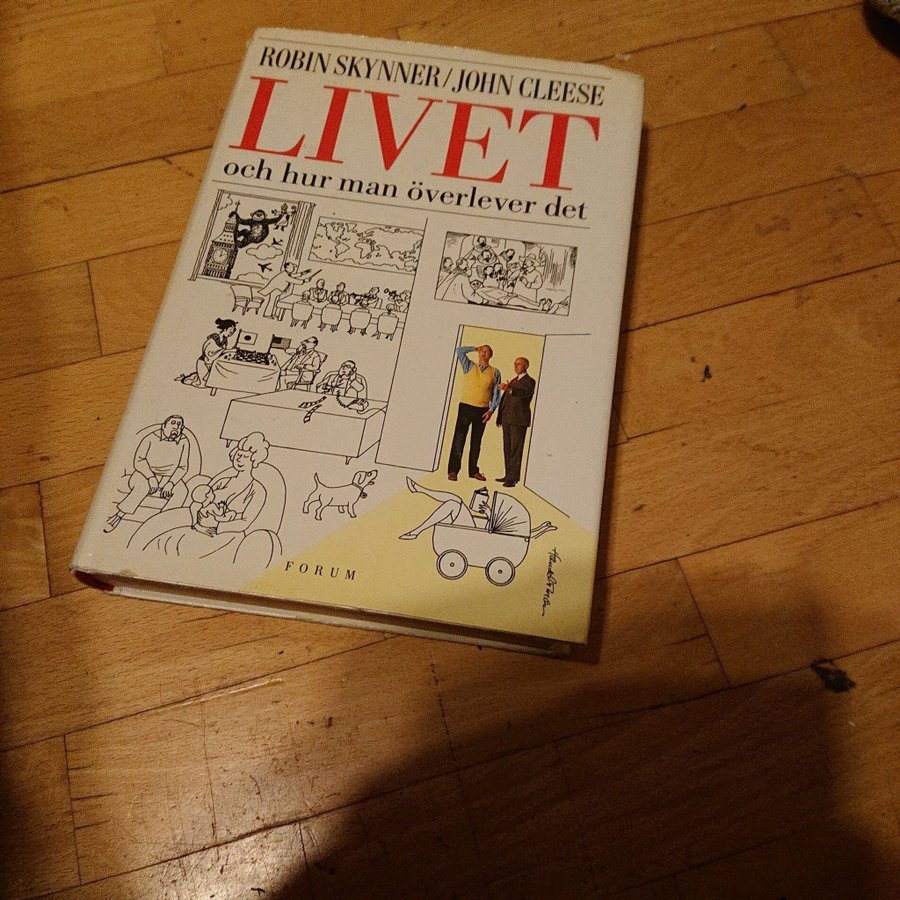 ROBIN SKYNNER/JOHN CLEESE
LIVET
och hur man överlever det
FORUM